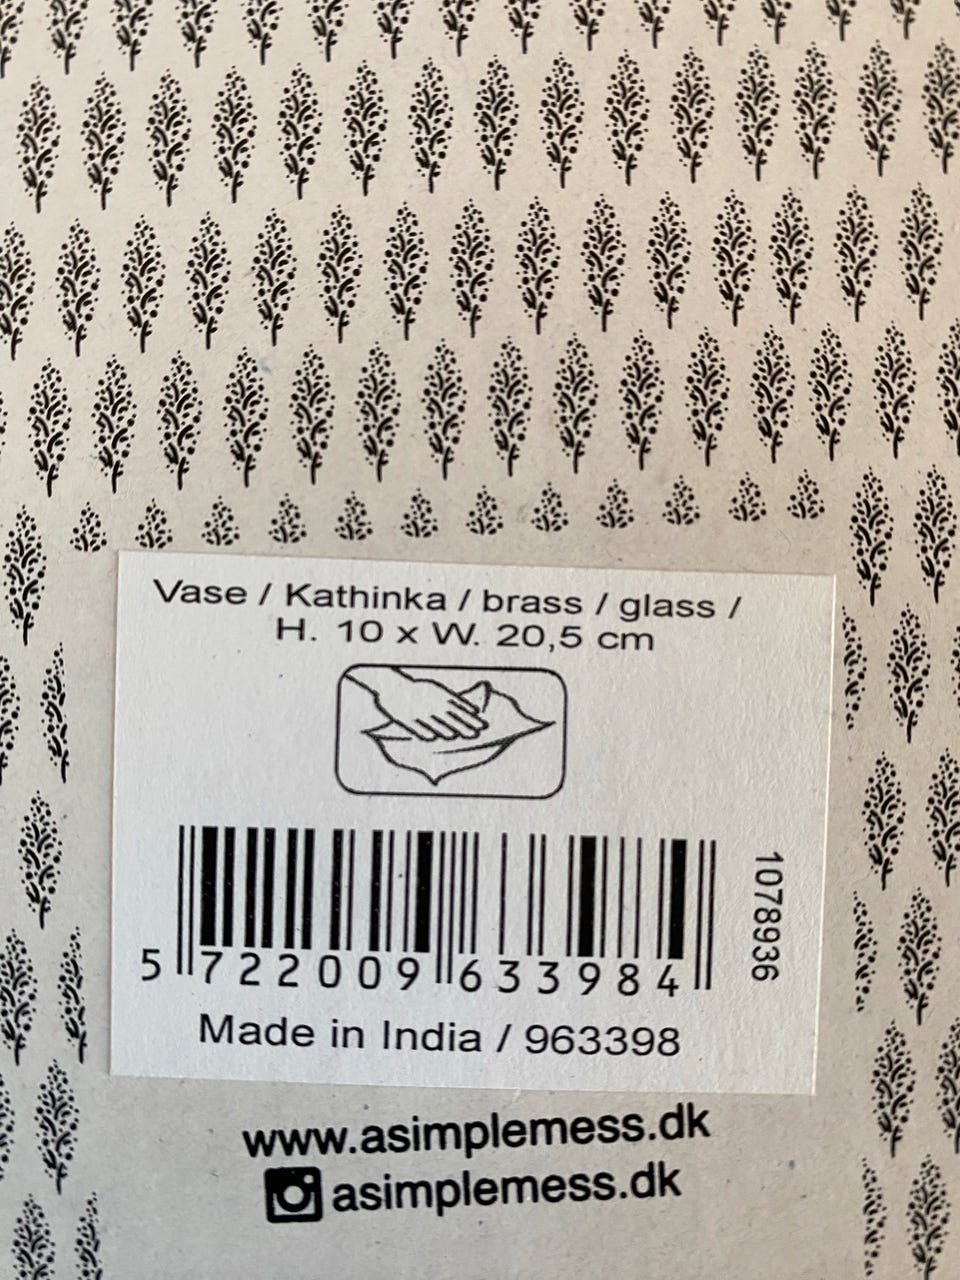 Vase / Kathinka / brass / glass /
H. 10 x W. 20,5 cm
5 722009 633984
1078936
Made in India / 963398
www.asimplemess.dk
asimplemess.dk